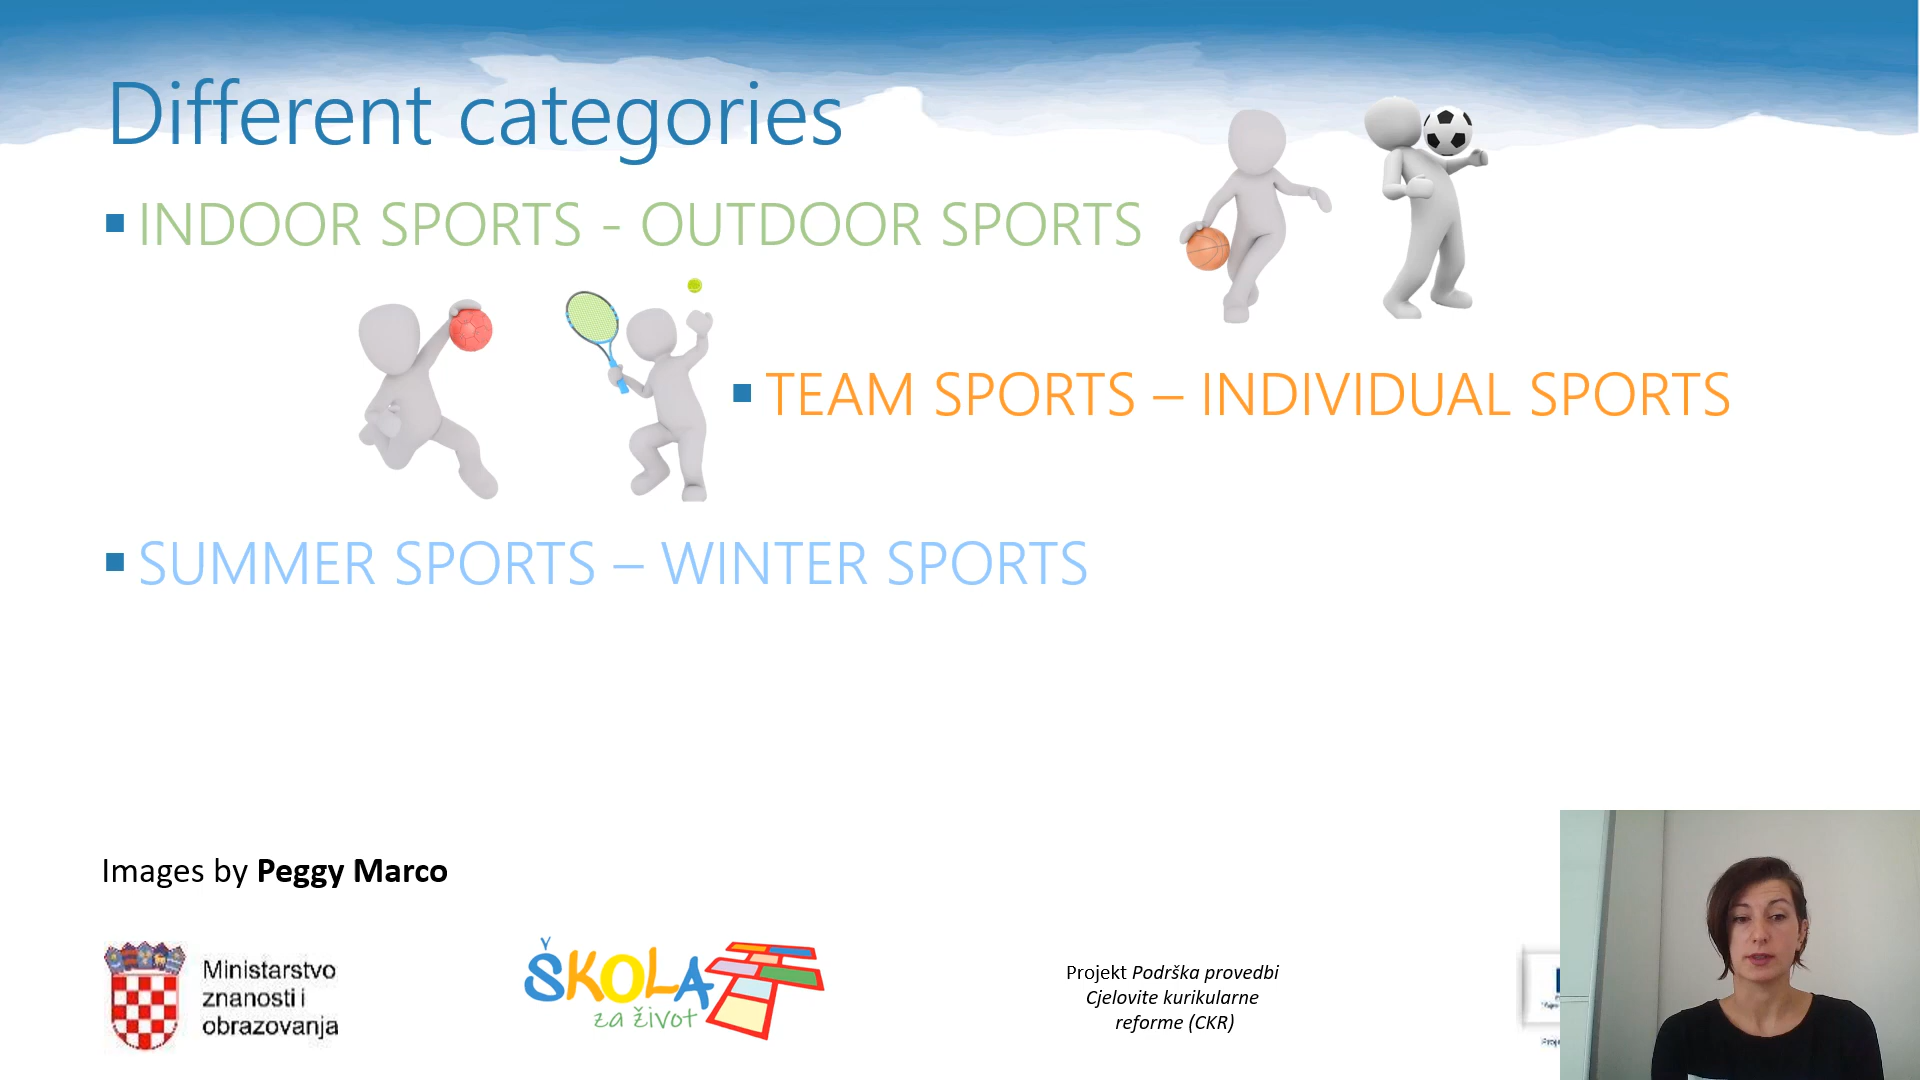 Different categories
INDOOR SPORTS - OUTDOOR SPORTS
TEAM SPORTS – INDIVIDUAL SPORTS
SUMMER SPORTS – WINTER SPORTS
Images by Peggy Marco
Ministarstvo
znanosti i
obrazovanja
ŠKOLA
za život
Projekt Podrška provedbi
Cjelovite kurikularne
reforme (CKR)